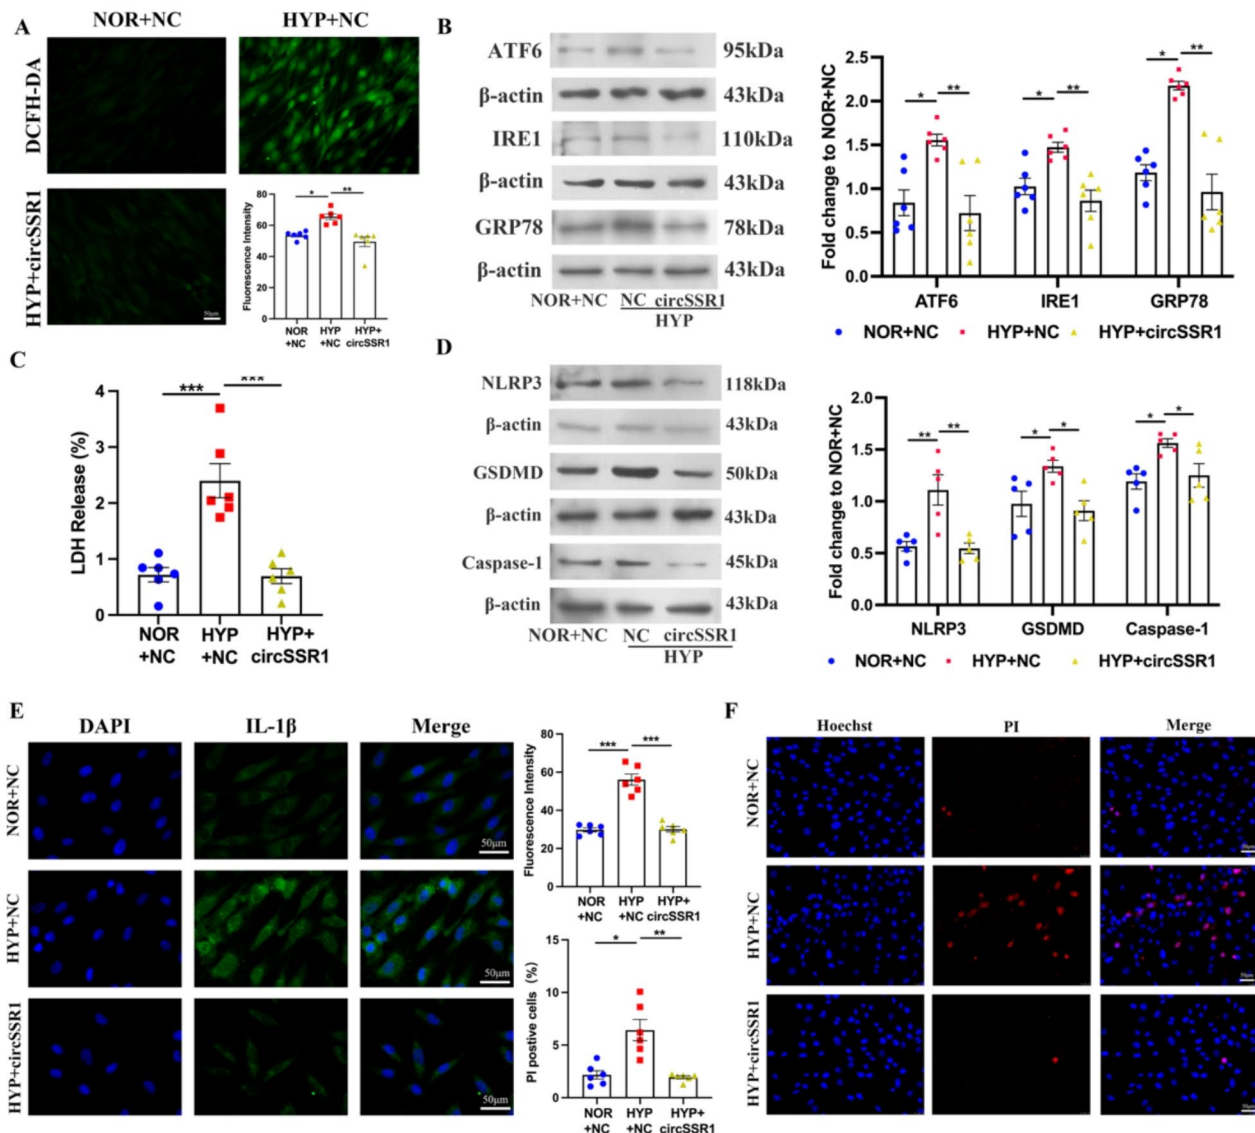 A
NOR+NC
HYP+NC
DCFH-DA
HYP+circSSR1
50μm
Fluorescence Intensity
80
60
40
20
0
* **
NOR +NC
HYP +NC
HYP+ circSSR1
B
ATF6 95kDa
β-actin 43kDa
IRE1 110kDa
β-actin 43kDa
GRP78 78kDa
β-actin 43kDa
NOR+NC NC circSSR1
HYP
Fold change to NOR+NC
2.5
2.0
1.5
1.0
0.5
0.0
* ** * ** * **
ATF6 IRE1 GRP78
NOR+NC HYP+NC HYP+circSSR1
C
LDH Release (%)
4
3
2
1
0
*** ***
NOR +NC
HYP +NC
HYP+ circSSR1
D
NLRP3 118kDa
β-actin 43kDa
GSDMD 50kDa
β-actin 43kDa
Caspase-1 45kDa
β-actin 43kDa
NOR+NC NC circSSR1
HYP
Fold change to NOR+NC
2.0
1.5
1.0
0.5
0.0
** ** * * * *
NLRP3 GSDMD Caspase-1
NOR+NC HYP+NC HYP+circSSR1
E
DAPI IL-1β Merge
NOR+NC
50μm
HYP+NC
50μm
HYP+circSSR1
50μm
Fluorescence Intensity
80
60
40
20
0
*** ***
NOR +NC
HYP +NC
HYP+ circSSR1
PI postive cells (%)
15
10
5
0
* **
NOR +NC
HYP +NC
HYP+ circSSR1
F
Hoechst PI Merge
NOR+NC
HYP+NC
HYP+circSSR1